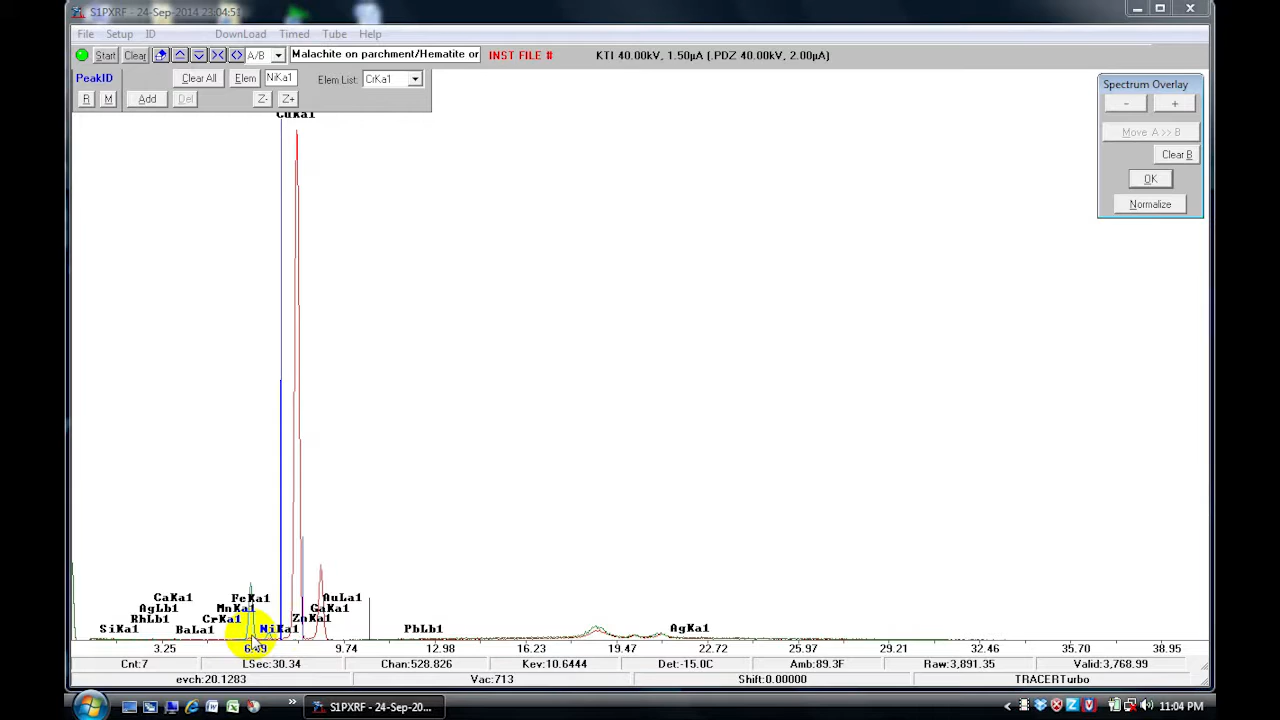 S1PXRF - 24-Sep-2014 23:04:51
File Setup ID DownLoad Timed Tube Help
Start Clear A/B Malachite on parchment/Hematite or INST FILE # KTI 40.00kV, 1.50µA (.PDZ 40.00kV, 2.00µA)
PeakID Clear All Elem NiKa1 Elem List:
R M Add Del Z- Z+
Spectrum Overlay
- +
Move A >> B
Clear B
OK
Normalize
CuKa1
CaKa1 FeKa1 AuLa1
AgLb1 MnKa1 GaKa1
RhLb1 CrKa1 ZnKa1
SiKa1 BaLa1 NiKa1 PbLb1 AgKa1
3.25 6.49 9.74 12.98 16.23 19.47 22.72 25.97 29.21 32.46 35.70 38.95
Cnt:7 LSec:30.34 Chan:528.826 Kev:10.6444 Det:-15.0C Amb:89.3F Raw:3,891.35 Valid:3,768.99
evch:20.1283 Vac:713 Shift:0.00000 TRACERTurbo
S1PXRF - 24-Sep-20... 11:04 PM